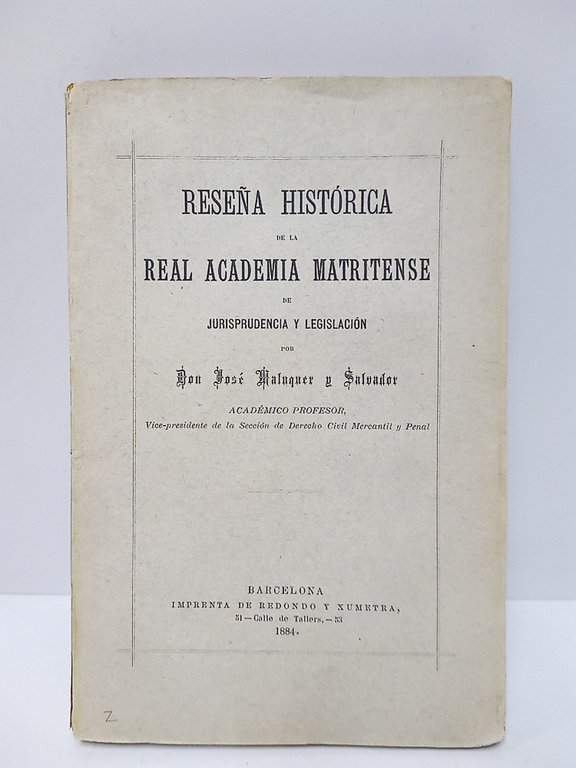 RESEÑA HISTÓRICA
DE LA
REAL ACADEMIA MATRITENSE
DE
JURISPRUDENCIA Y LEGISLACIÓN
POR
Don José Maluquer y Salvador
ACADÉMICO PROFESOR,
Vice-presidente de la Sección de Derecho Civil Mercantil y Penal
BARCELONA
IMPRENTA DE REDONDO Y XUMETRA,
51—Calle de Tallers,—53
1884.
Z